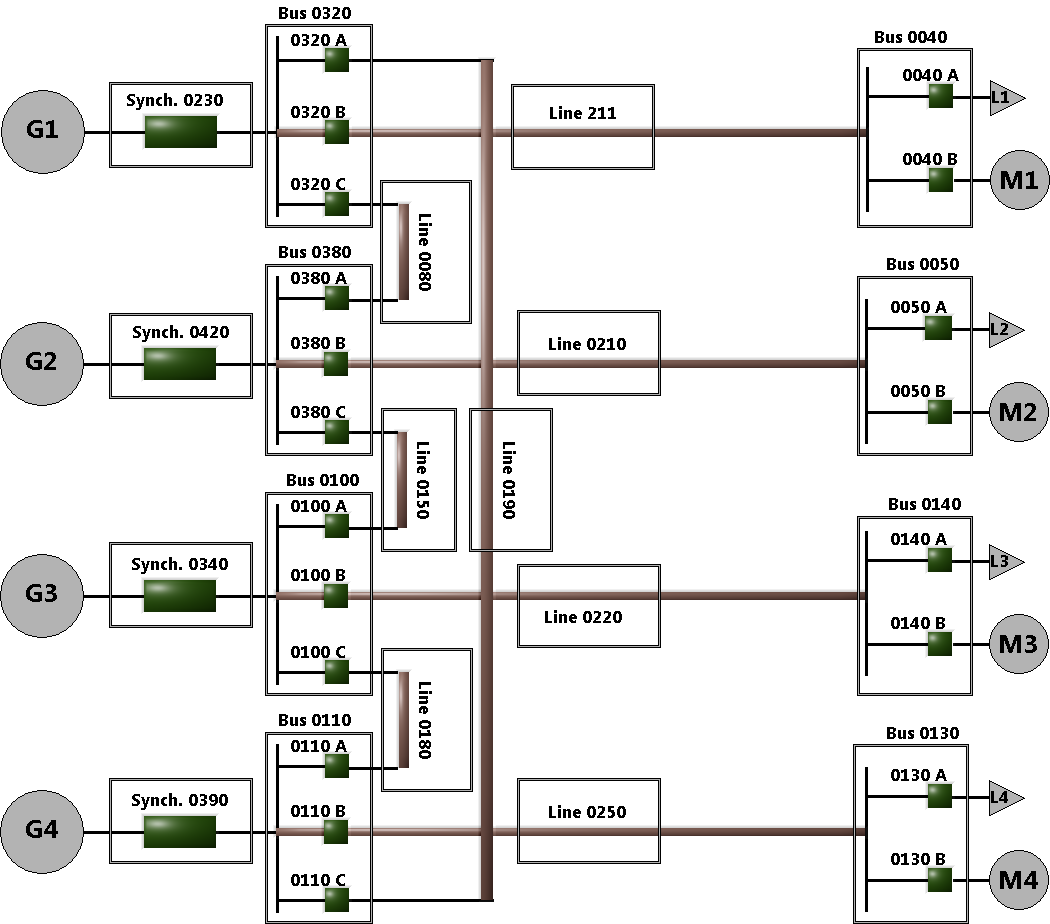 Bus 0320
0320 A
Synch. 0230
G1
0320 B
0320 C
Line 211
Bus 0040
0040 A
L1
0040 B
M1
Line 0080
Bus 0380
0380 A
Synch. 0420
G2
0380 B
0380 C
Line 0210
Bus 0050
0050 A
L2
0050 B
M2
Line 0150
Line 0190
Bus 0100
0100 A
Synch. 0340
G3
0100 B
0100 C
Line 0220
Bus 0140
0140 A
L3
0140 B
M3
Line 0180
Bus 0110
0110 A
Synch. 0390
G4
0110 B
0110 C
Line 0250
Bus 0130
0130 A
L4
0130 B
M4